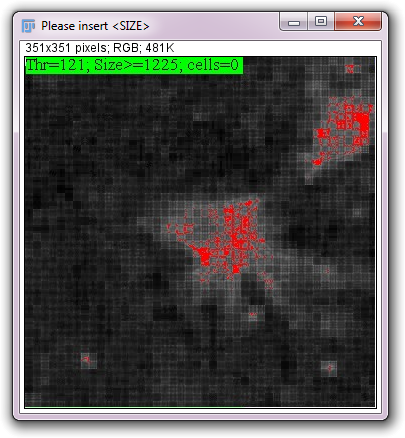 Please insert <SIZE>
351x351 pixels; RGB; 481K
Thr=121; Size>=1225; cells=0